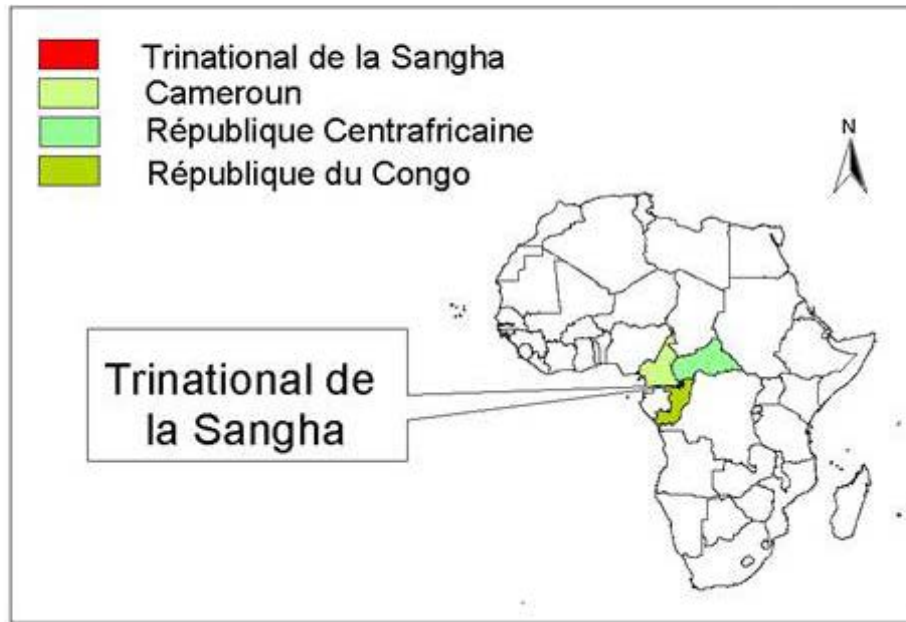 Trinational de la Sangha
Cameroun
République Centrafricaine
République du Congo
N
Trinational de
la Sangha